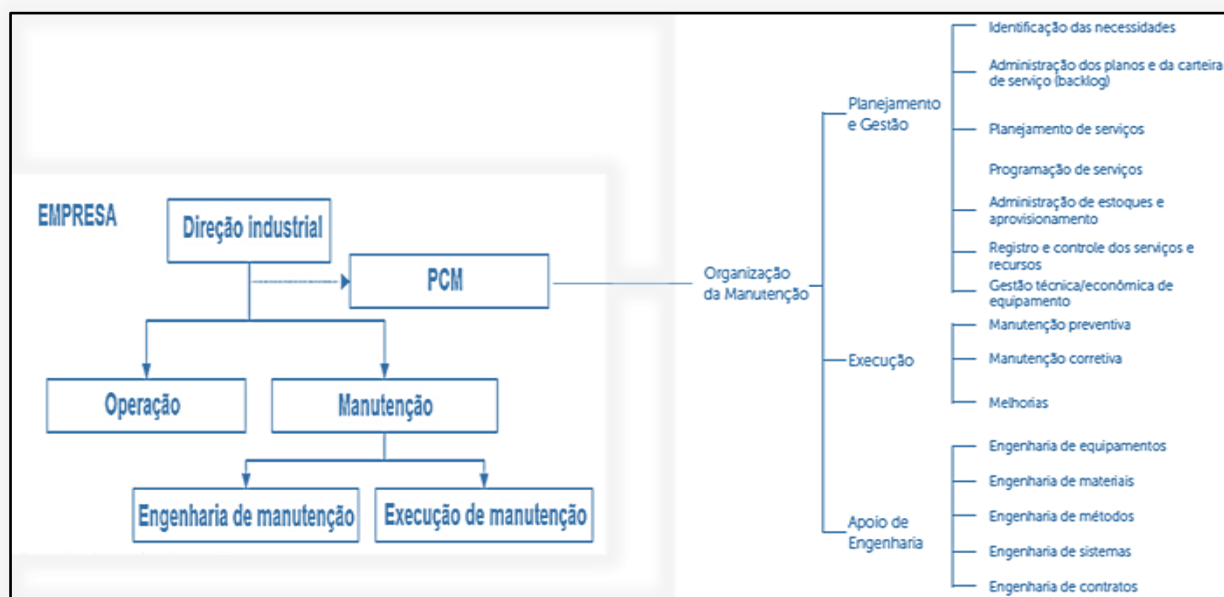 EMPRESA
Direção industrial
PCM
Operação
Manutenção
Engenharia de manutenção
Execução de manutenção
Organização
da Manutenção
Planejamento
e Gestão
Identificação das necessidades
Administração dos planos e da carteira
de serviço (backlog)
Planejamento de serviços
Programação de serviços
Administração de estoques e
aprovisionamento
Registro e controle dos serviços e
recursos
Gestão técnica/econômica de
equipamento
Execução
Manutenção preventiva
Manutenção corretiva
Melhorias
Apoio de
Engenharia
Engenharia de equipamentos
Engenharia de materiais
Engenharia de métodos
Engenharia de sistemas
Engenharia de contratos